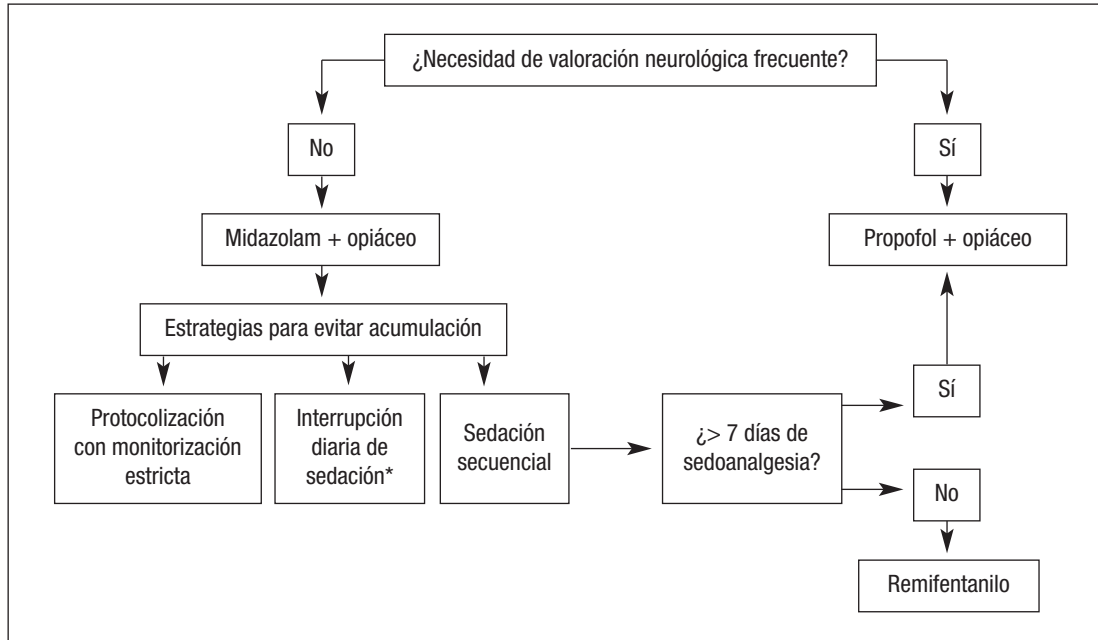 ¿Necesidad de valoración neurológica frecuente?
No
Sí
Midazolam + opiáceo
Propofol + opiáceo
Estrategias para evitar acumulación
Protocolización
con monitorización
estricta
Interrupción
diaria de
sedación*
Sedación
secuencial
¿> 7 días de
sedoanalgesia?
Sí
No
Remifentanilo